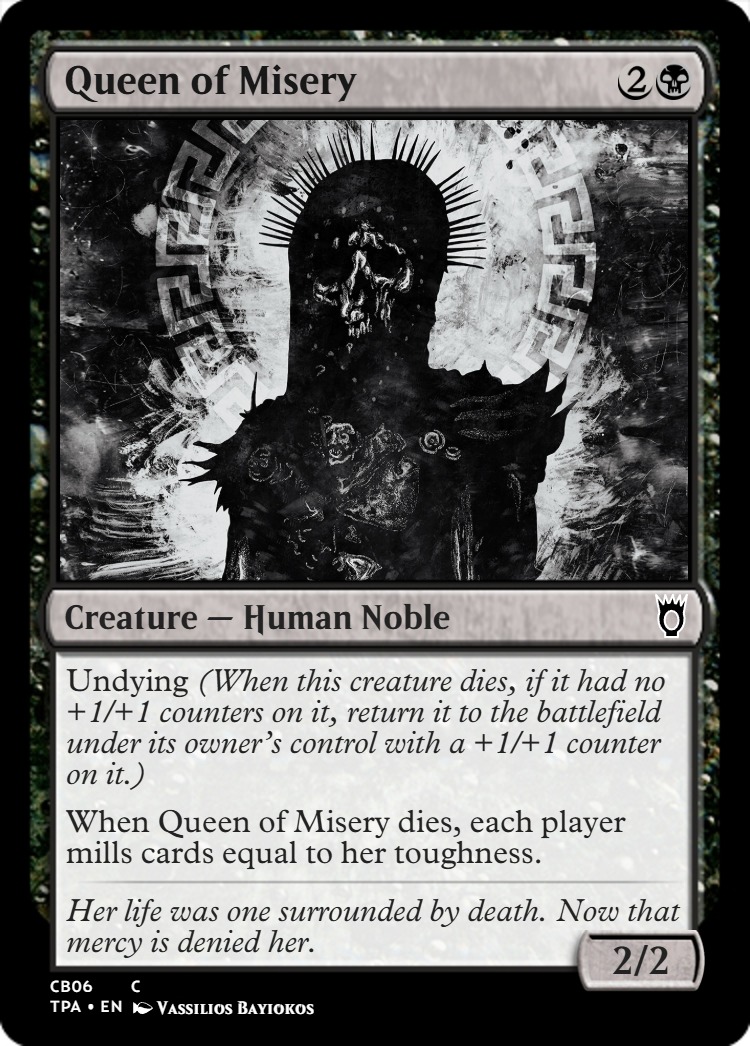 Queen of Misery 2
Creature — Human Noble
Undying (When this creature dies, if it had no
+1/+1 counters on it, return it to the battlefield
under its owner's control with a +1/+1 counter
on it.)
When Queen of Misery dies, each player
mills cards equal to her toughness.
Her life was one surrounded by death. Now that
mercy is denied her.
2/2
CB06 C
TPA • EN Vassilios Bayiokos